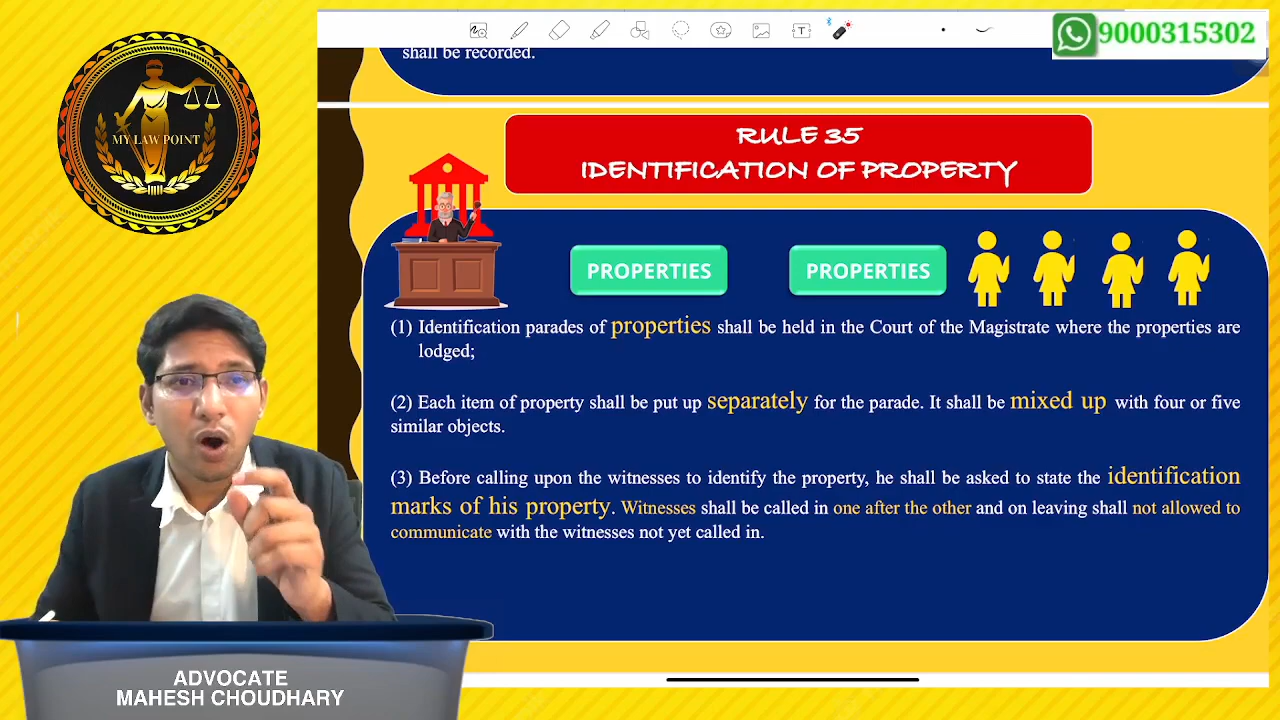 9000315302
shall be recorded.
MY LAW POINT
RULE 35
IDENTIFICATION OF PROPERTY
PROPERTIES
PROPERTIES
(1) Identification parades of properties shall be held in the Court of the Magistrate where the properties are
lodged;
(2) Each item of property shall be put up separately for the parade. It shall be mixed up with four or five
similar objects.
(3) Before calling upon the witnesses to identify the property, he shall be asked to state the identification
marks of his property. Witnesses shall be called in one after the other and on leaving shall not allowed to
communicate with the witnesses not yet called in.
ADVOCATE
MAHESH CHOUDHARY